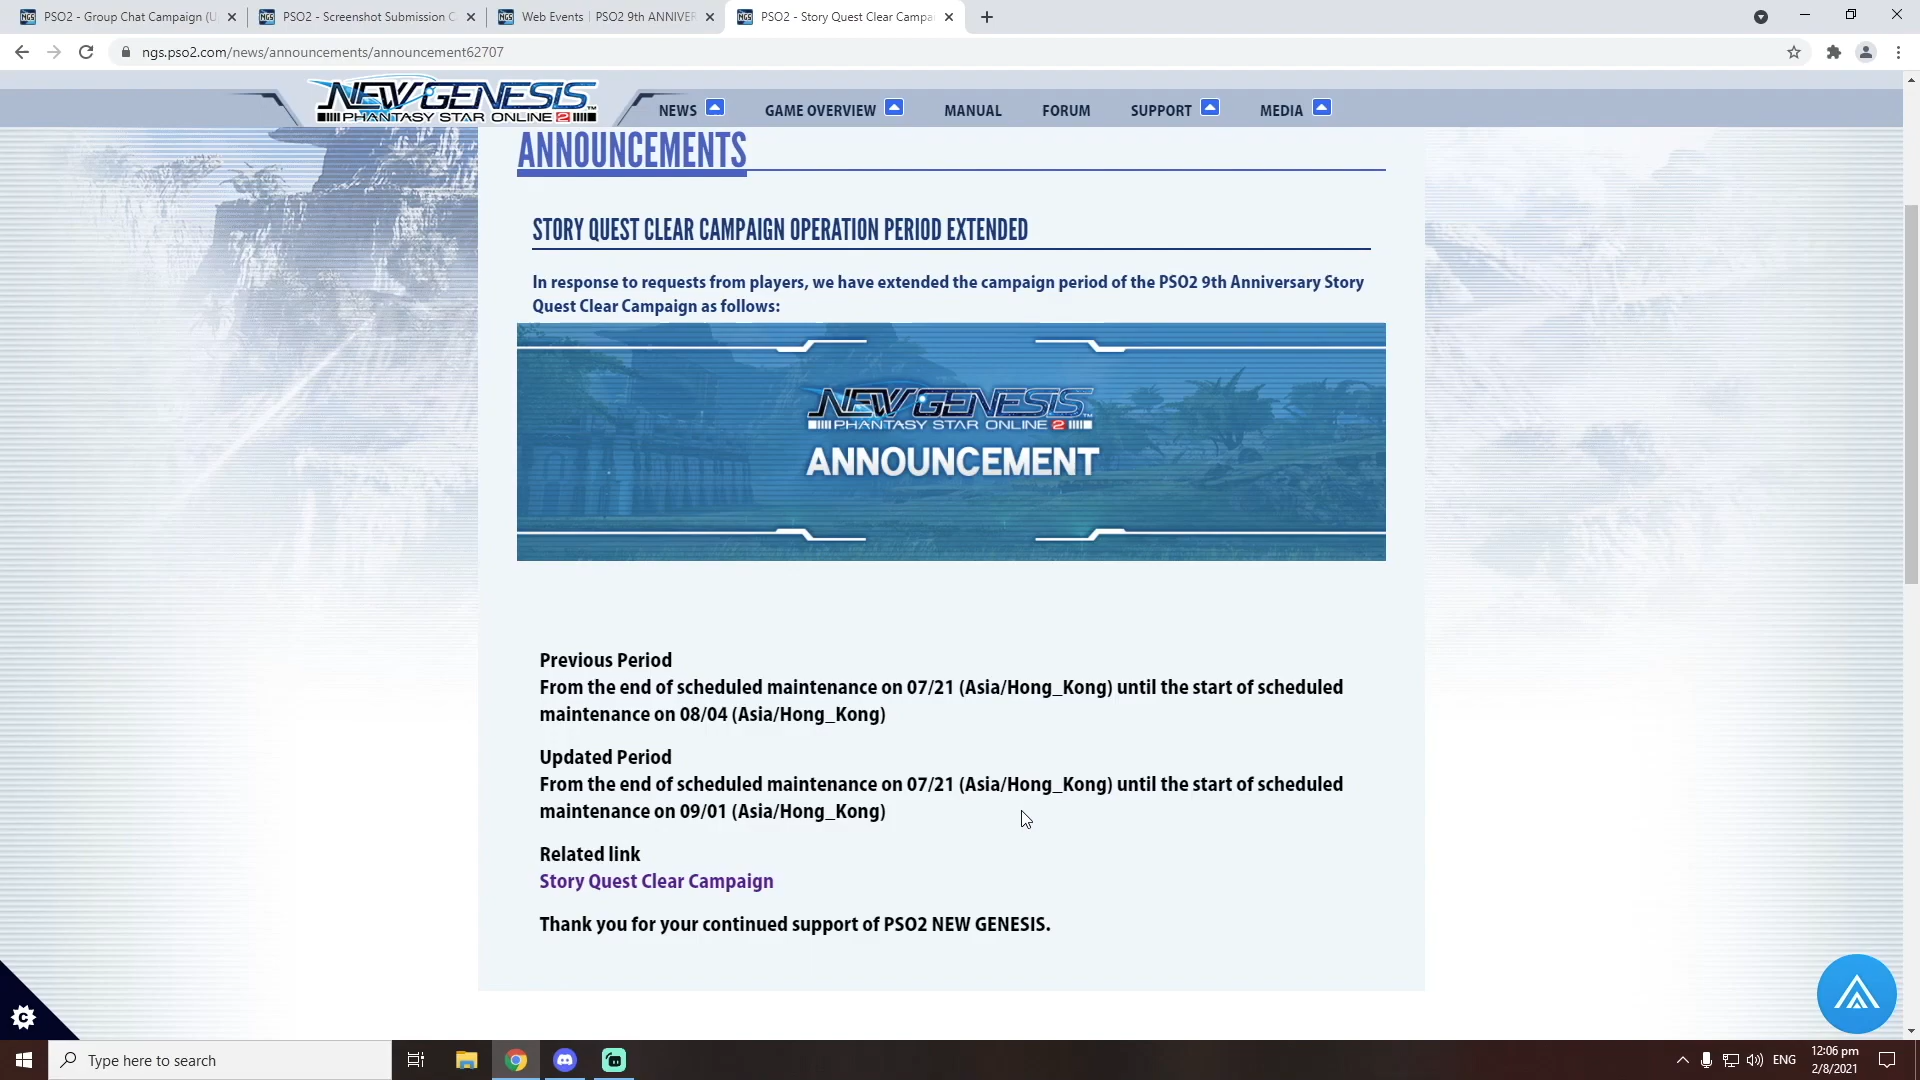 PSO2 - Group Chat Campaign (U
PSO2 - Screenshot Submission C
Web Events | PSO2 9th ANNIVER
PSO2 - Story Quest Clear Campai
ngs.pso2.com/news/announcements/announcement62707
NEW GENESIS
PHANTASY STAR ONLINE 2
NEWS
GAME OVERVIEW
MANUAL
FORUM
SUPPORT
MEDIA
ANNOUNCEMENTS
STORY QUEST CLEAR CAMPAIGN OPERATION PERIOD EXTENDED
In response to requests from players, we have extended the campaign period of the PSO2 9th Anniversary Story
Quest Clear Campaign as follows:
NEW GENESIS™
PHANTASY STAR ONLINE 2
ANNOUNCEMENT
Previous Period
From the end of scheduled maintenance on 07/21 (Asia/Hong_Kong) until the start of scheduled
maintenance on 08/04 (Asia/Hong_Kong)
Updated Period
From the end of scheduled maintenance on 07/21 (Asia/Hong_Kong) until the start of scheduled
maintenance on 09/01 (Asia/Hong_Kong)
Related link
Story Quest Clear Campaign
Thank you for your continued support of PSO2 NEW GENESIS.
Type here to search
ENG
12:06 pm
2/8/2021